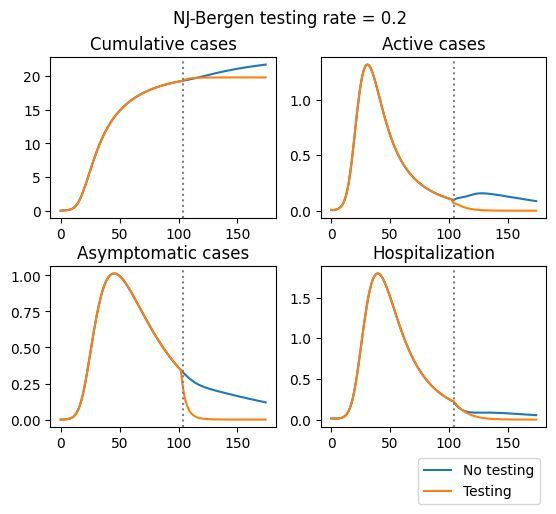 NJ-Bergen testing rate = 0.2
Cumulative cases
20
15
10
5
0
0 50 100 150
Active cases
1.0
0.5
0.0
0 50 100 150
Asymptomatic cases
1.00
0.75
0.50
0.25
0.00
0 50 100 150
Hospitalization
1.5
1.0
0.5
0.0
0 50 100 150
No testing
Testing